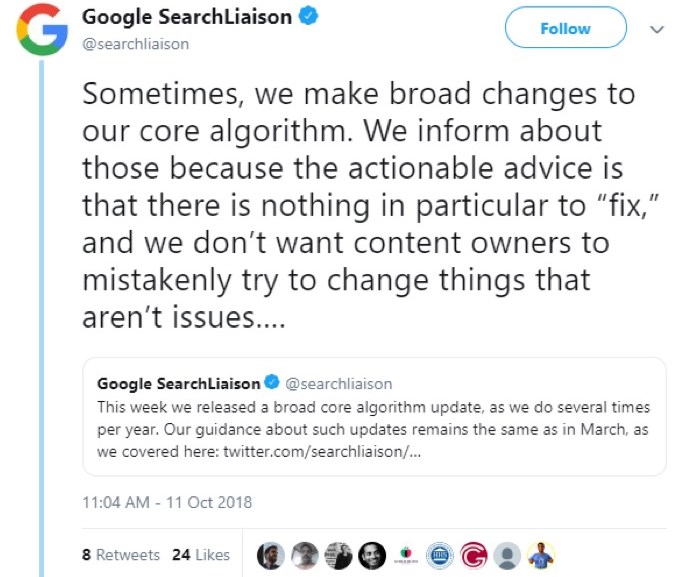 Google SearchLiaison
@searchliaison
Follow
Sometimes, we make broad changes to
our core algorithm. We inform about
those because the actionable advice is
that there is nothing in particular to “fix,”
and we don’t want content owners to
mistakenly try to change things that
aren’t issues....
Google SearchLiaison @searchliaison
This week we released a broad core algorithm update, as we do several times
per year. Our guidance about such updates remains the same as in March, as
we covered here: twitter.com/searchliaison/...
11:04 AM - 11 Oct 2018
8 Retweets 24 Likes